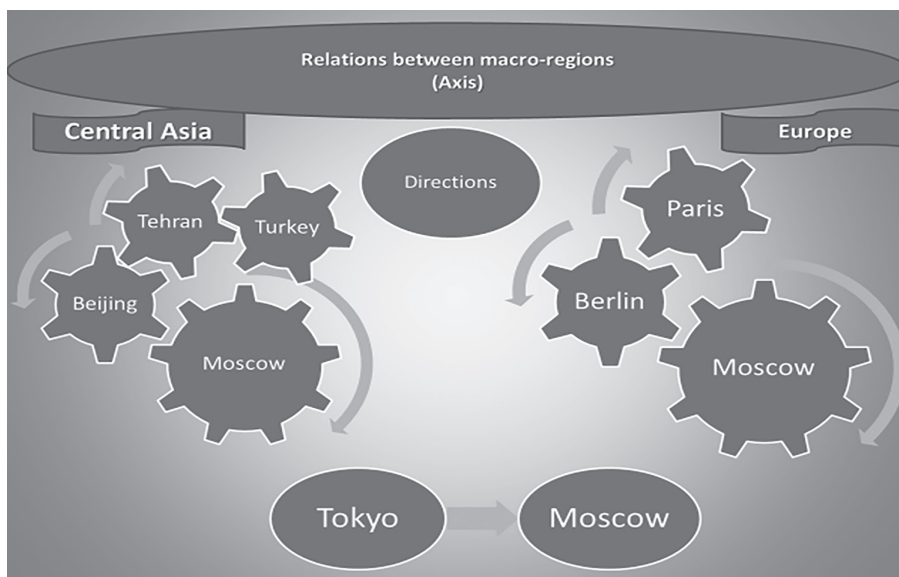 Relations between macro-regions
(Axis)
Central Asia
Europe
Directions
Tehran
Turkey
Beijing
Moscow
Paris
Berlin
Moscow
Tokyo
Moscow